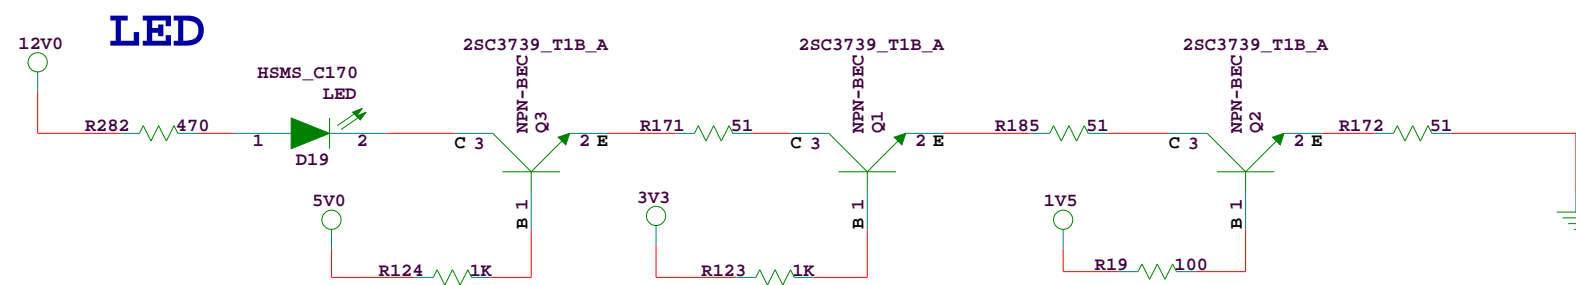 LED
12V0
2SC3739_T1B_A
2SC3739_T1B_A
2SC3739_T1B_A
HSMS_C170
LED
NPN-BEC
Q3
NPN-BEC
Q1
NPN-BEC
Q2
R282 470
1
2
D19
C 3
2 E
R171 51
C 3
2 E
R185 51
C 3
2 E
R172 51
5V0
B 1
3V3
B 1
1V5
B 1
R124 1K
R123 1K
R19 100